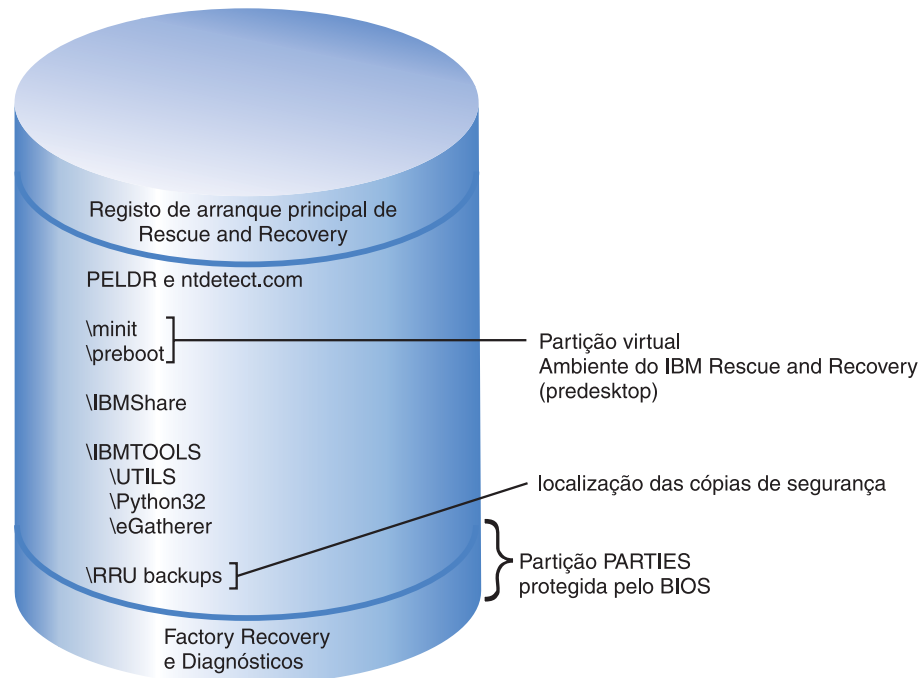 Registo de arranque principal de
Rescue and Recovery
PELDR e ntdetect.com
\minit
\preboot
Partição virtual
Ambiente do IBM Rescue and Recovery
(predesktop)
\IBMShare
\IBMTOOLS
\UTILS
\Python32
\eGatherer
localização das cópias de segurança
\RRU backups
Partição PARTIES
protegida pelo BIOS
Factory Recovery
e Diagnósticos